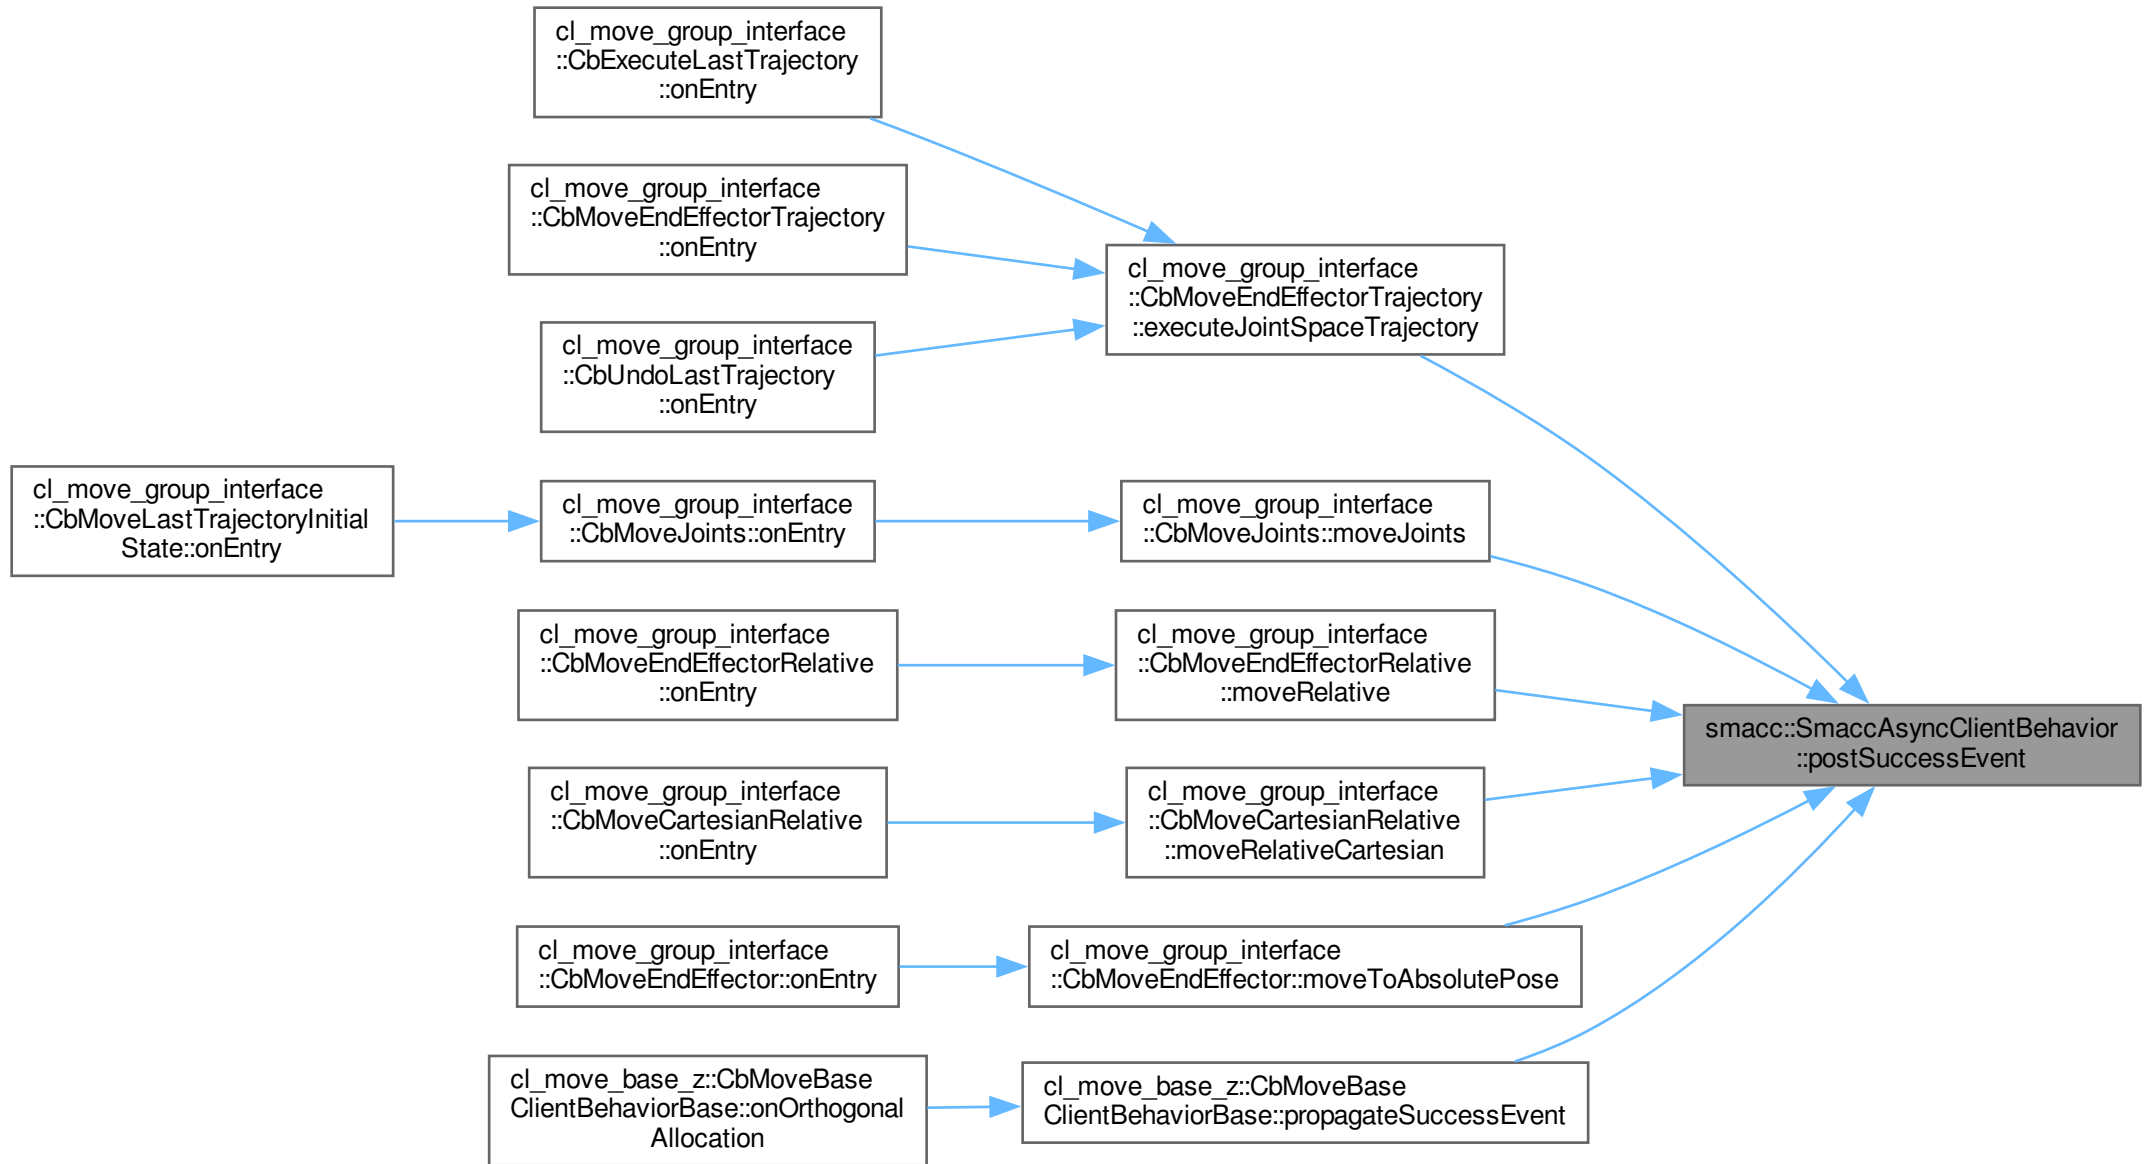 cl_move_group_interface
::CbExecuteLastTrajectory
::onEntry
cl_move_group_interface
::CbMoveEndEffectorTrajectory
::onEntry
cl_move_group_interface
::CbMoveEndEffectorTrajectory
::executeJointSpaceTrajectory
cl_move_group_interface
::CbUndoLastTrajectory
::onEntry
cl_move_group_interface
::CbMoveLastTrajectoryInitial
State::onEntry
cl_move_group_interface
::CbMoveJoints::onEntry
cl_move_group_interface
::CbMoveJoints::moveJoints
cl_move_group_interface
::CbMoveEndEffectorRelative
::onEntry
cl_move_group_interface
::CbMoveEndEffectorRelative
::moveRelative
smacc::SmaccAsyncClientBehavior
::postSuccessEvent
cl_move_group_interface
::CbMoveCartesianRelative
::onEntry
cl_move_group_interface
::CbMoveCartesianRelative
::moveRelativeCartesian
cl_move_group_interface
::CbMoveEndEffector::onEntry
cl_move_group_interface
::CbMoveEndEffector::moveToAbsolutePose
cl_move_base_z::CbMoveBase
ClientBehaviorBase::onOrthogonal
Allocation
cl_move_base_z::CbMoveBase
ClientBehaviorBase::propagateSuccessEvent